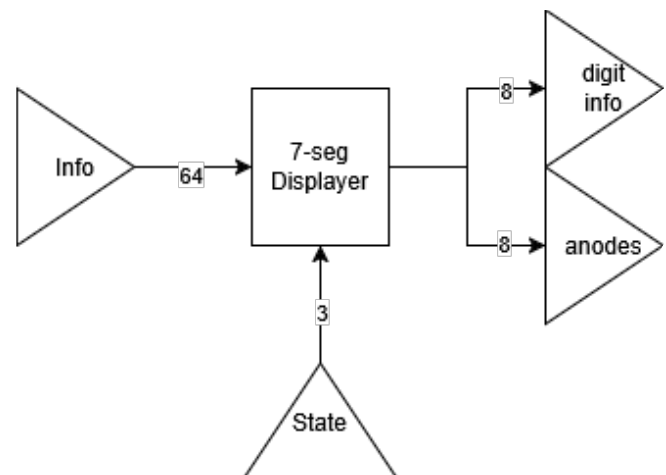 Info
64
7-seg
Displayer
8
digit
info
8
anodes
3
State